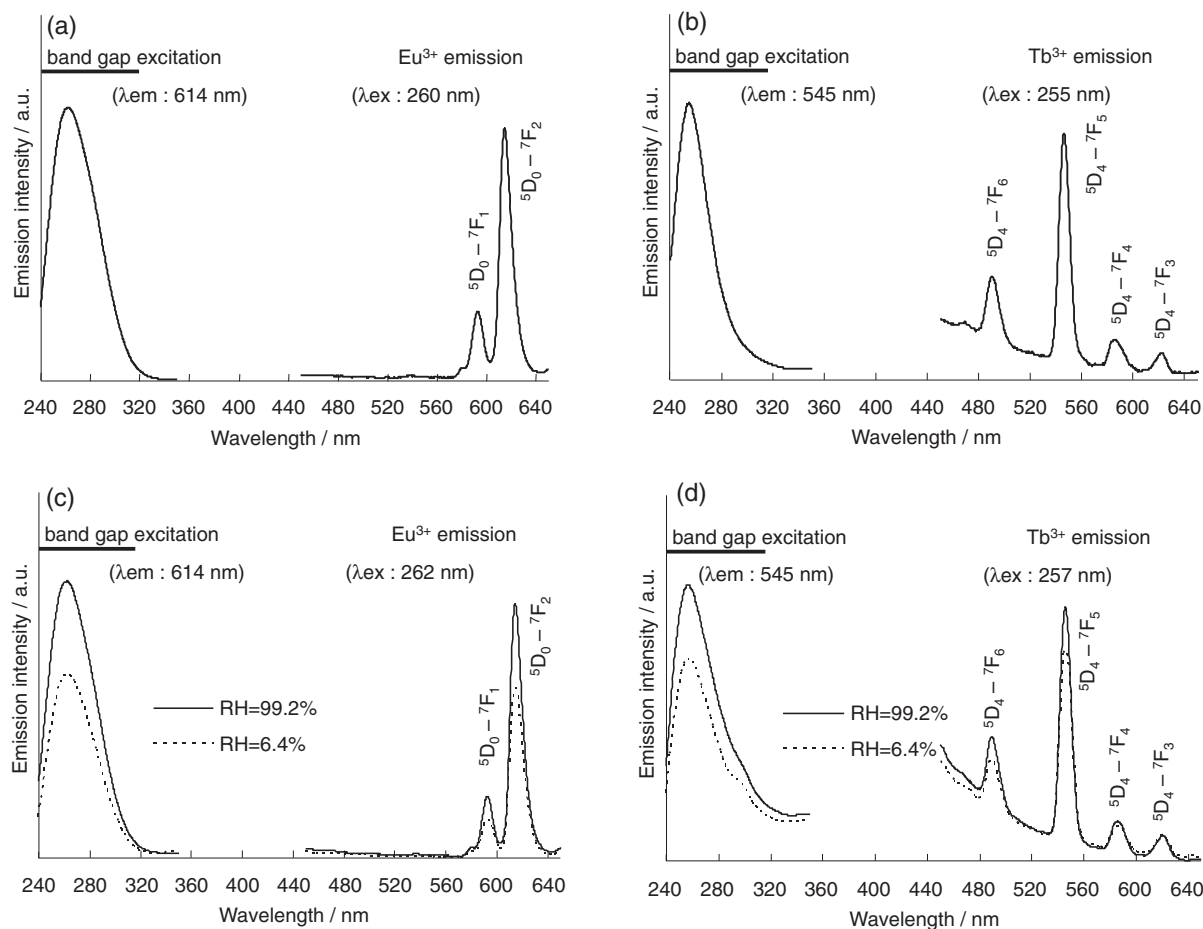 (a)
band gap excitation
Eu³⁺ emission
(λem : 614 nm)
(λex : 260 nm)
⁵D₀ – ⁷F₁
⁵D₀ – ⁷F₂
Emission intensity / a.u.
240 280 320 360 400 440 480 520 560 600 640
Wavelength / nm
(b)
band gap excitation
Tb³⁺ emission
(λem : 545 nm)
(λex : 255 nm)
⁵D₄ – ⁷F₆
⁵D₄ – ⁷F₅
⁵D₄ – ⁷F₄
⁵D₄ – ⁷F₃
Emission intensity / a.u.
240 280 320 360 400 440 480 520 560 600 640
Wavelength / nm
(c)
band gap excitation
Eu³⁺ emission
(λem : 614 nm)
(λex : 262 nm)
⁵D₀ – ⁷F₁
⁵D₀ – ⁷F₂
RH=99.2%
RH=6.4%
Emission intensity / a.u.
240 280 320 360 400 440 480 520 560 600 640
Wavelength / nm
(d)
band gap excitation
Tb³⁺ emission
(λem : 545 nm)
(λex : 257 nm)
⁵D₄ – ⁷F₆
⁵D₄ – ⁷F₅
⁵D₄ – ⁷F₄
⁵D₄ – ⁷F₃
RH=99.2%
RH=6.4%
Emission intensity / a.u.
240 280 320 360 400 440 480 520 560 600 640
Wavelength / nm